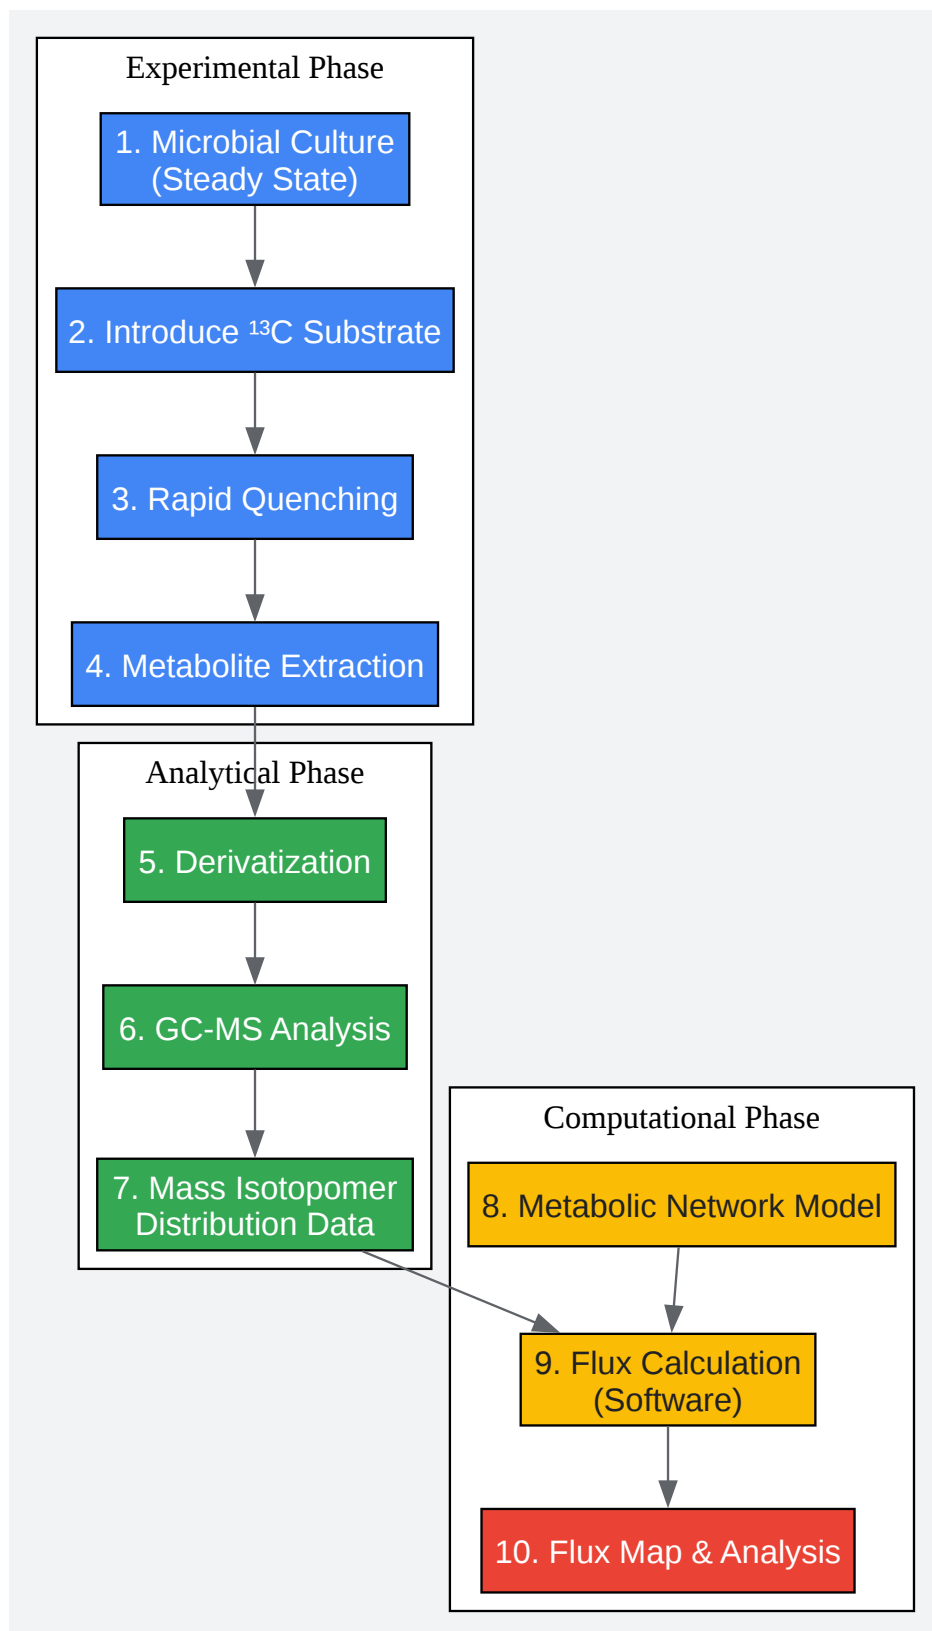 Experimental Phase
1. Microbial Culture
(Steady State)
2. Introduce ¹³C Substrate
3. Rapid Quenching
4. Metabolite Extraction
Analytical Phase
5. Derivatization
6. GC-MS Analysis
7. Mass Isotopomer
Distribution Data
Computational Phase
8. Metabolic Network Model
9. Flux Calculation
(Software)
10. Flux Map & Analysis